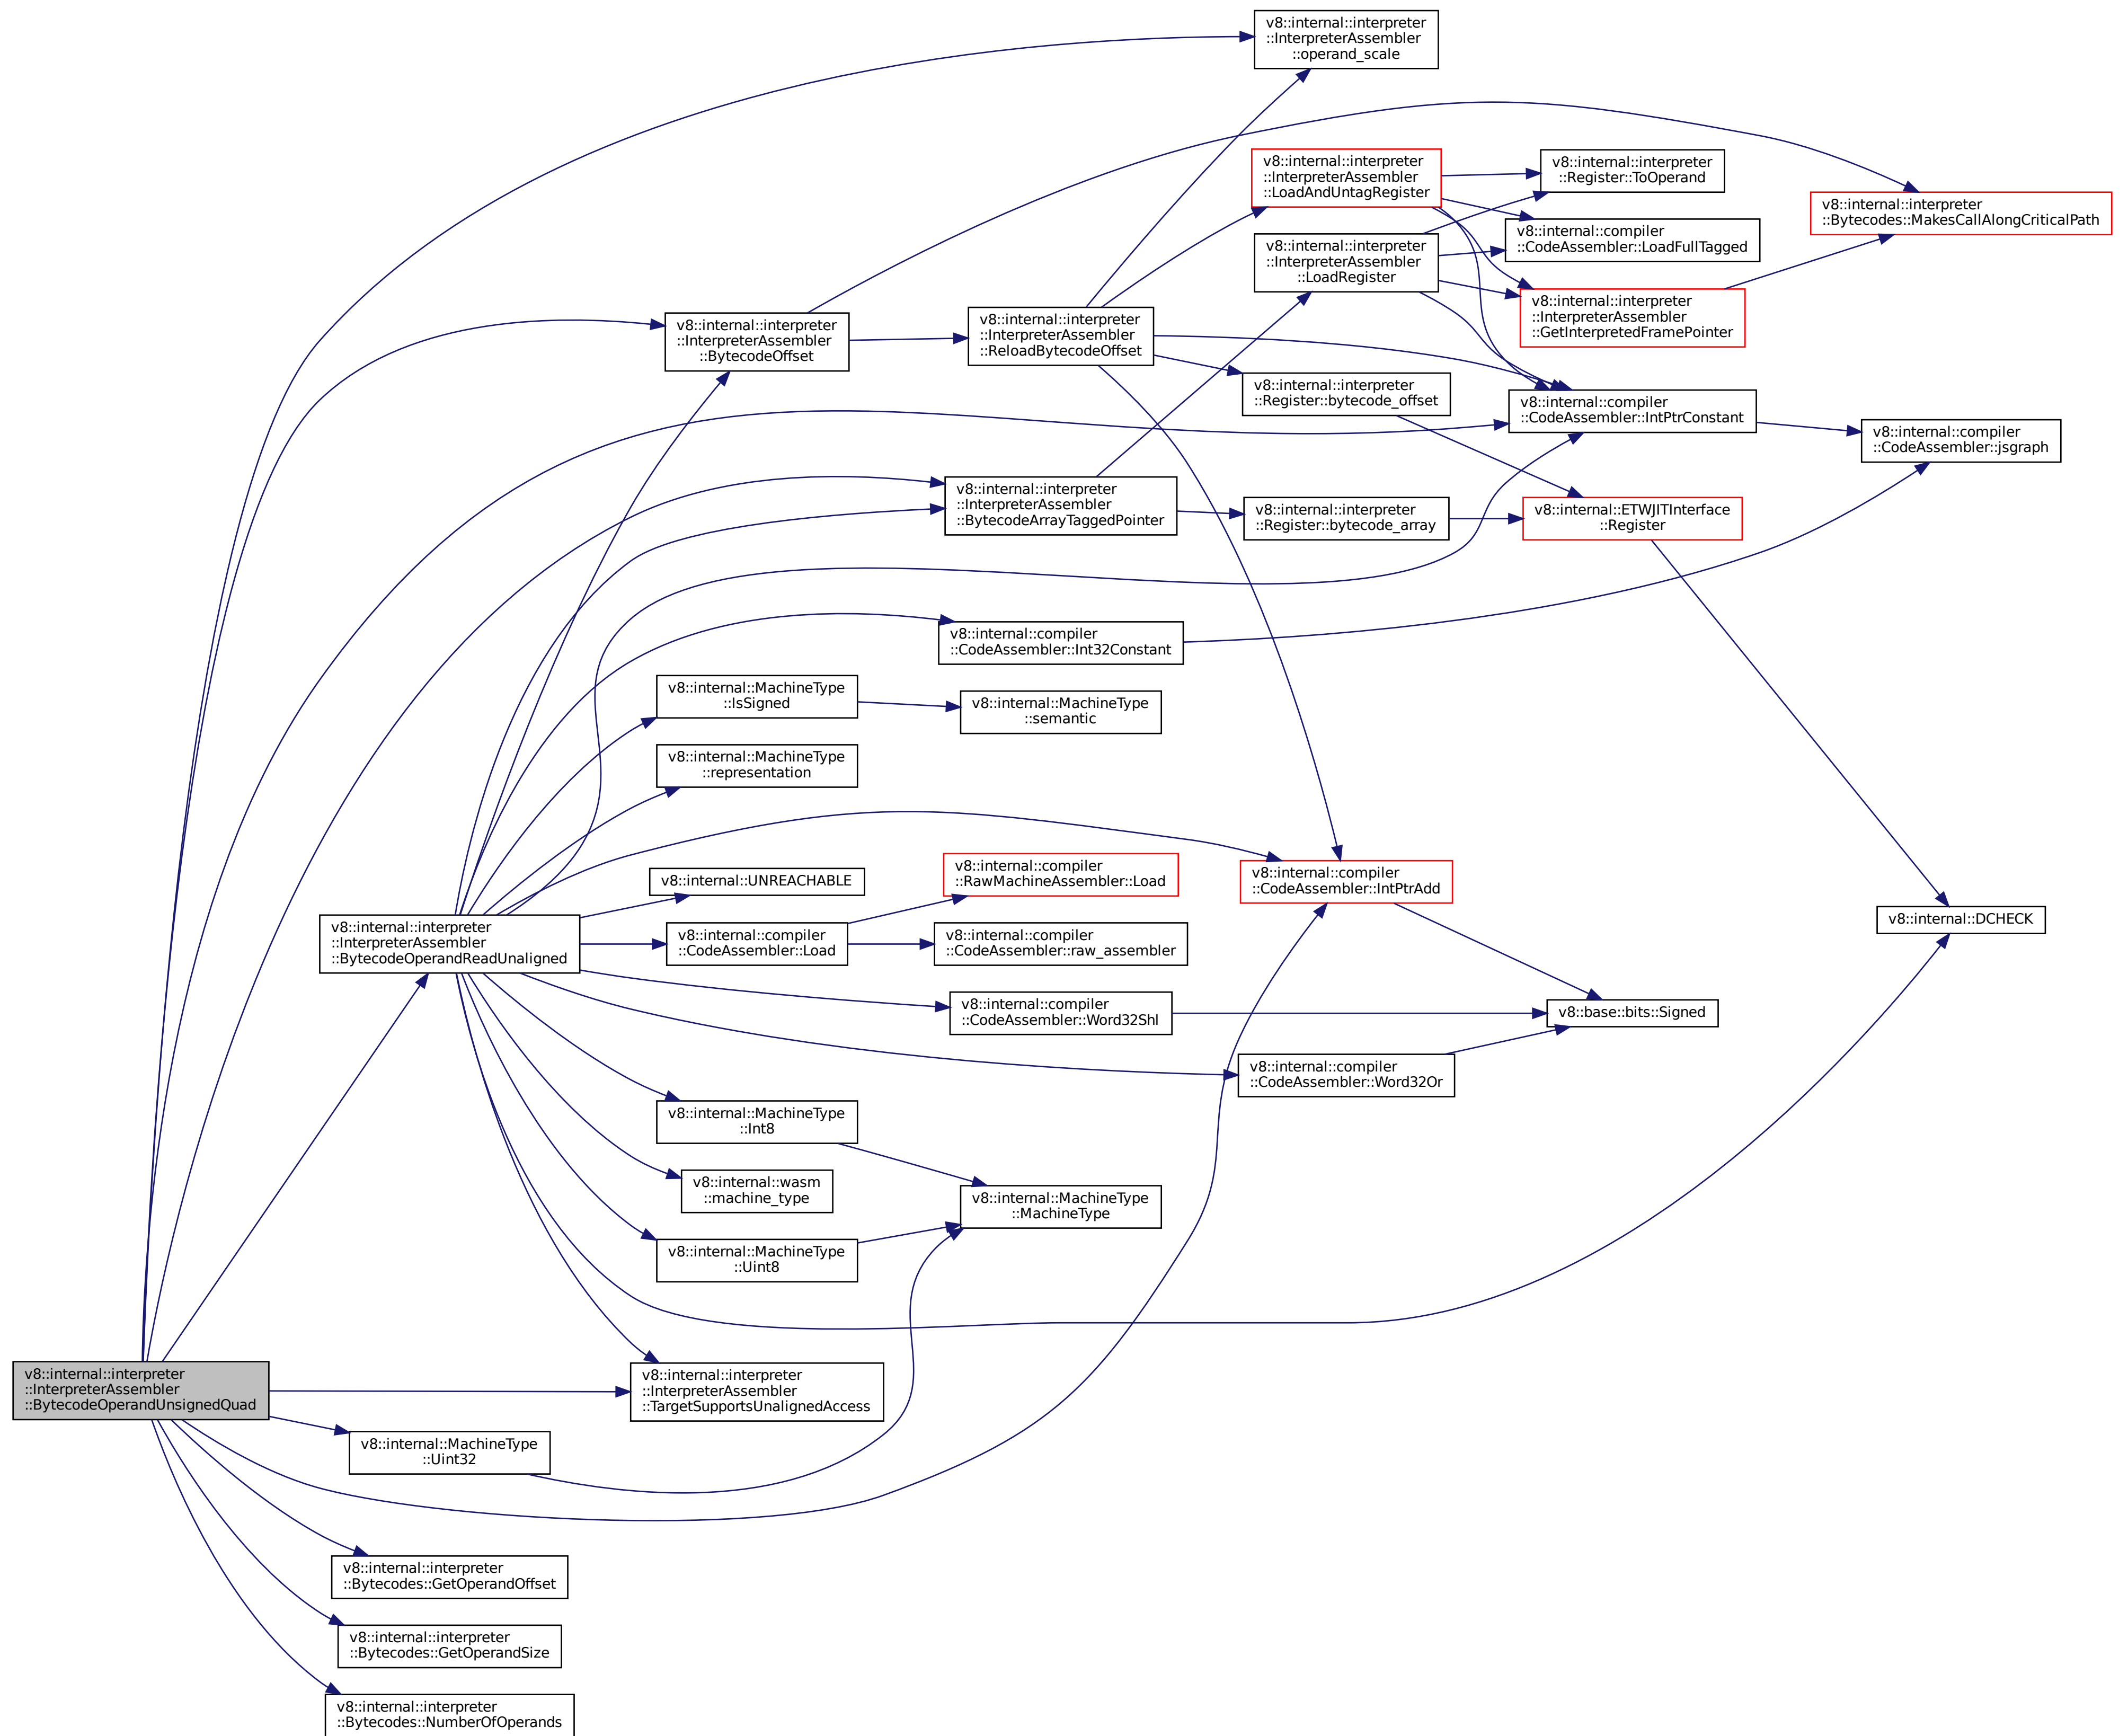 v8::internal::interpreter
::InterpreterAssembler
::operand_scale
v8::internal::interpreter
::InterpreterAssembler
::LoadAndUntagRegister
v8::internal::interpreter
::Register::ToOperand
v8::internal::interpreter
::Bytecodes::MakesCallAlongCriticalPath
v8::internal::compiler
::CodeAssembler::LoadFullTagged
v8::internal::interpreter
::InterpreterAssembler
::LoadRegister
v8::internal::interpreter
::InterpreterAssembler
::GetInterpretedFramePointer
v8::internal::interpreter
::InterpreterAssembler
::BytecodeOffset
v8::internal::interpreter
::InterpreterAssembler
::ReloadBytecodeOffset
v8::internal::interpreter
::Register::bytecode_offset
v8::internal::compiler
::CodeAssembler::IntPtrConstant
v8::internal::compiler
::CodeAssembler::jsgraph
v8::internal::interpreter
::InterpreterAssembler
::BytecodeArrayTaggedPointer
v8::internal::interpreter
::Register::bytecode_array
v8::internal::ETWJITInterface
::Register
v8::internal::compiler
::CodeAssembler::Int32Constant
v8::internal::MachineType
::IsSigned
v8::internal::MachineType
::semantic
v8::internal::MachineType
::representation
v8::internal::UNREACHABLE
v8::internal::compiler
::RawMachineAssembler::Load
v8::internal::compiler
::CodeAssembler::IntPtrAdd
v8::internal::DCHECK
v8::internal::interpreter
::InterpreterAssembler
::BytecodeOperandReadUnaligned
v8::internal::compiler
::CodeAssembler::Load
v8::internal::compiler
::CodeAssembler::raw_assembler
v8::internal::compiler
::CodeAssembler::Word32Shl
v8::base::bits::Signed
v8::internal::compiler
::CodeAssembler::Word32Or
v8::internal::MachineType
::Int8
v8::internal::wasm
::machine_type
v8::internal::MachineType
::MachineType
v8::internal::MachineType
::Uint8
v8::internal::interpreter
::InterpreterAssembler
::BytecodeOperandUnsignedQuad
v8::internal::interpreter
::InterpreterAssembler
::TargetSupportsUnalignedAccess
v8::internal::MachineType
::Uint32
v8::internal::interpreter
::Bytecodes::GetOperandOffset
v8::internal::interpreter
::Bytecodes::GetOperandSize
v8::internal::interpreter
::Bytecodes::NumberOfOperands